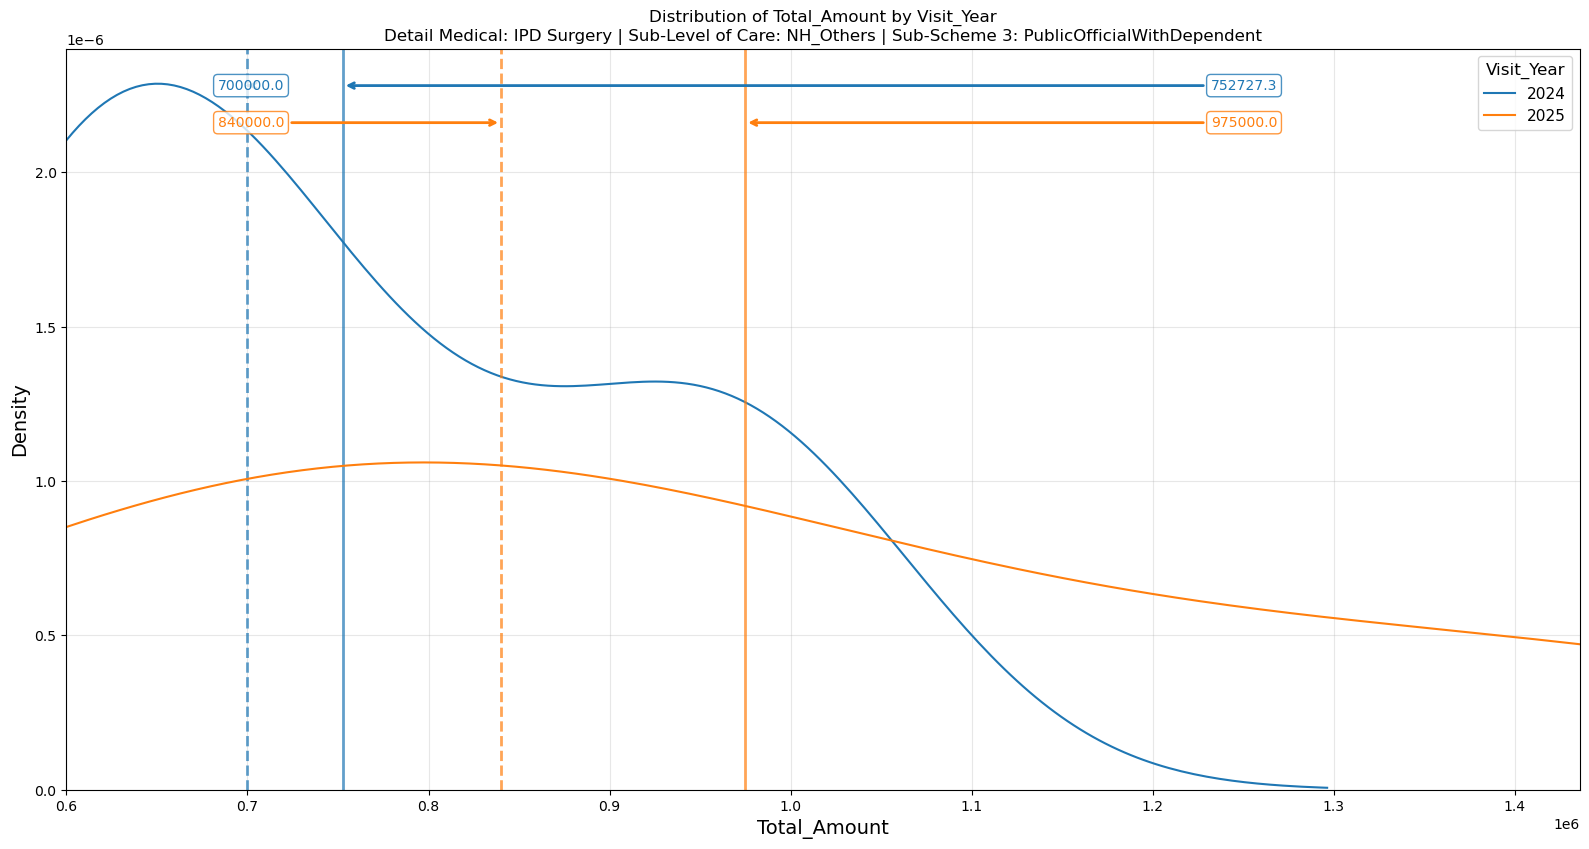 Distribution of Total_Amount by Visit_Year
Detail Medical: IPD Surgery | Sub-Level of Care: NH_Others | Sub-Scheme 3: PublicOfficialWithDependent
1e−6
Visit_Year
2024
2025
700000.0
752727.3
840000.0
975000.0
2.0
1.5
1.0
0.5
0.0
Density
0.6 0.7 0.8 0.9 1.0 1.1 1.2 1.3 1.4
1e6
Total_Amount